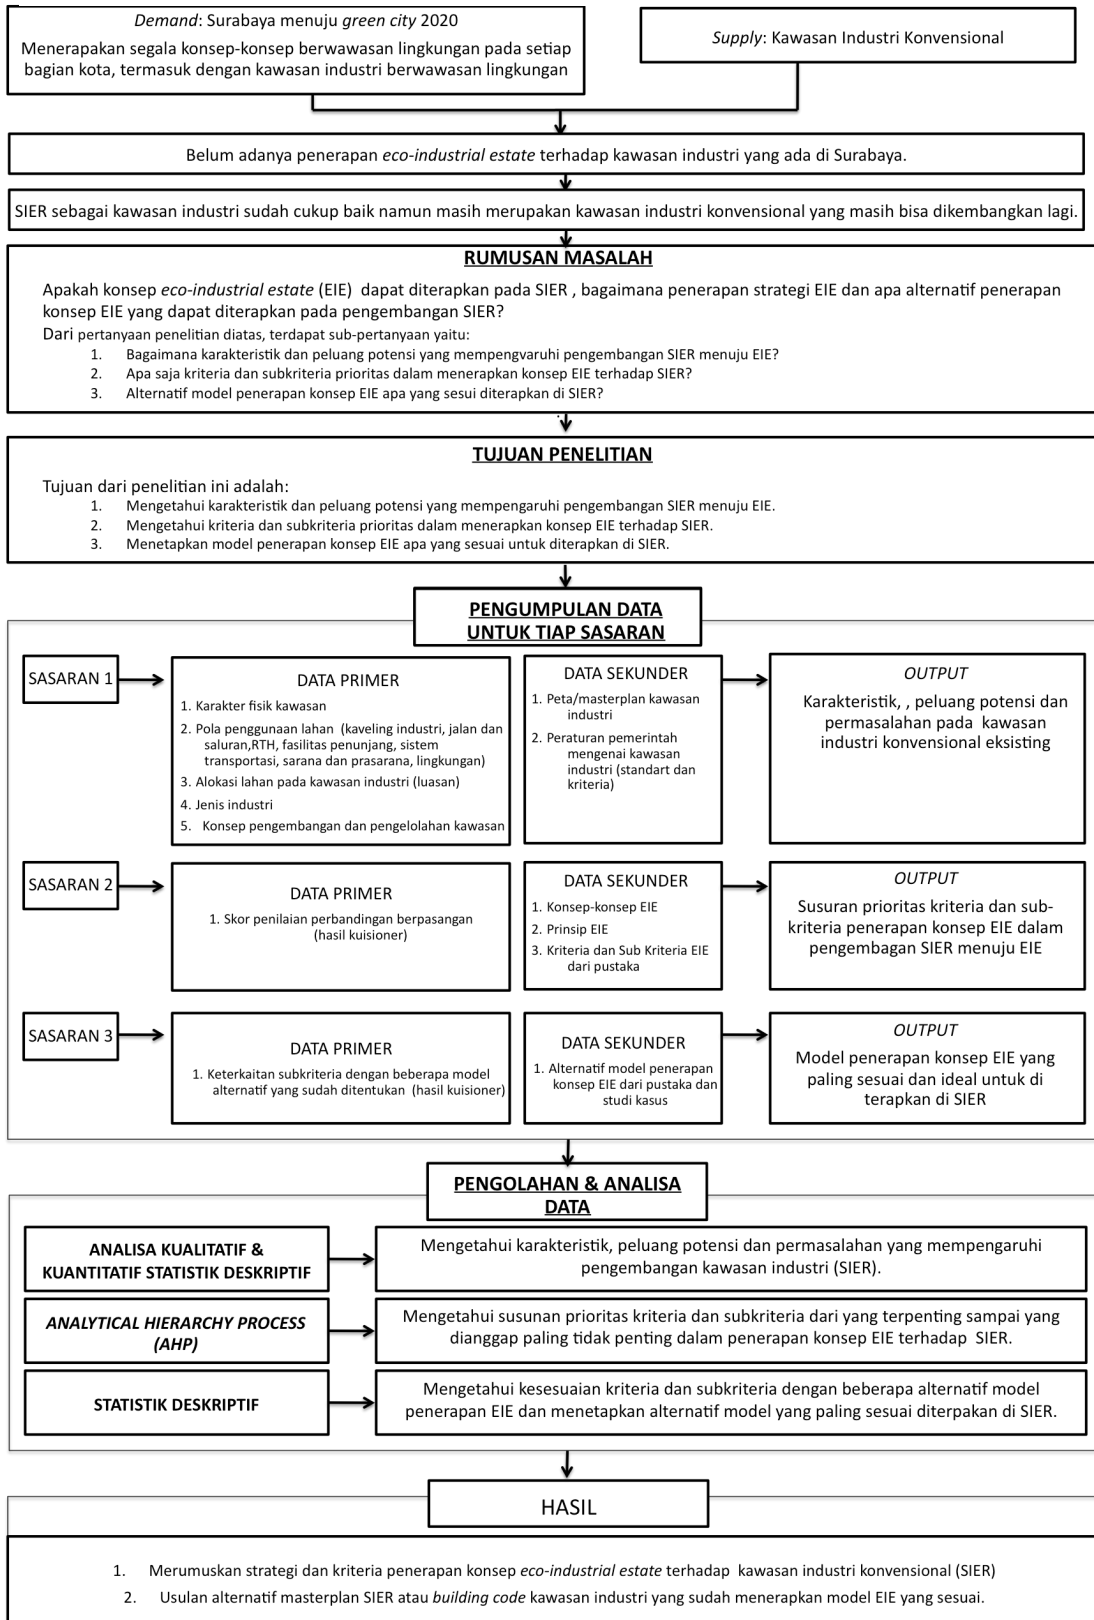 Demand: Surabaya menuju green city 2020
Menerapakan segala konsep-konsep berwawasan lingkungan pada setiap
bagian kota, termasuk dengan kawasan industri berwawasan lingkungan
Supply: Kawasan Industri Konvensional
Belum adanya penerapan eco-industrial estate terhadap kawasan industri yang ada di Surabaya.
SIER sebagai kawasan industri sudah cukup baik namun masih merupakan kawasan industri konvensional yang masih bisa dikembangkan lagi.
RUMUSAN MASALAH
Apakah konsep eco-industrial estate (EIE) dapat diterapkan pada SIER , bagaimana penerapan strategi EIE dan apa alternatif penerapan
konsep EIE yang dapat diterapkan pada pengembangan SIER?
Dari pertanyaan penelitian diatas, terdapat sub-pertanyaan yaitu:
1. Bagaimana karakteristik dan peluang potensi yang mempengvaruhi pengembangan SIER menuju EIE?
2. Apa saja kriteria dan subkriteria prioritas dalam menerapkan konsep EIE terhadap SIER?
3. Alternatif model penerapan konsep EIE apa yang sesui diterapkan di SIER?
TUJUAN PENELITIAN
Tujuan dari penelitian ini adalah:
1. Mengetahui karakteristik dan peluang potensi yang mempengaruhi pengembangan SIER menuju EIE.
2. Mengetahui kriteria dan subkriteria prioritas dalam menerapkan konsep EIE terhadap SIER.
3. Menetapkan model penerapan konsep EIE apa yang sesuai untuk diterapkan di SIER.
PENGUMPULAN DATA
UNTUK TIAP SASARAN
SASARAN 1
DATA PRIMER
1. Karakter fisik kawasan
2. Pola penggunaan lahan (kaveling industri, jalan dan
saluran,RTH, fasilitas penunjang, sistem
transportasi, sarana dan prasarana, lingkungan)
3. Alokasi lahan pada kawasan industri (luasan)
4. Jenis industri
5. Konsep pengembangan dan pengelolahan kawasan
DATA SEKUNDER
1. Peta/masterplan kawasan
industri
2. Peraturan pemerintah
mengenai kawasan
industri (standart dan
kriteria)
OUTPUT
Karakteristik, , peluang potensi dan
permasalahan pada kawasan
industri konvensional eksisting
SASARAN 2
DATA PRIMER
1. Skor penilaian perbandingan berpasangan
(hasil kuisioner)
DATA SEKUNDER
1. Konsep-konsep EIE
2. Prinsip EIE
3. Kriteria dan Sub Kriteria EIE
dari pustaka
OUTPUT
Susuran prioritas kriteria dan sub-
kriteria penerapan konsep EIE dalam
pengembagan SIER menuju EIE
SASARAN 3
DATA PRIMER
1. Keterkaitan subkriteria dengan beberapa model
alternatif yang sudah ditentukan (hasil kuisioner)
DATA SEKUNDER
1. Alternatif model penerapan
konsep EIE dari pustaka dan
studi kasus
OUTPUT
Model penerapan konsep EIE yang
paling sesuai dan ideal untuk di
terapkan di SIER
PENGOLAHAN & ANALISA
DATA
ANALISA KUALITATIF &
KUANTITATIF STATISTIK DESKRIPTIF
Mengetahui karakteristik, peluang potensi dan permasalahan yang mempengaruhi
pengembangan kawasan industri (SIER).
ANALYTICAL HIERARCHY PROCESS
(AHP)
Mengetahui susunan prioritas kriteria dan subkriteria dari yang terpenting sampai yang
dianggap paling tidak penting dalam penerapan konsep EIE terhadap SIER.
STATISTIK DESKRIPTIF
Mengetahui kesesuaian kriteria dan subkriteria dengan beberapa alternatif model
penerapan EIE dan menetapkan alternatif model yang paling sesuai diterpakan di SIER.
HASIL
1. Merumuskan strategi dan kriteria penerapan konsep eco-industrial estate terhadap kawasan industri konvensional (SIER)
2. Usulan alternatif masterplan SIER atau building code kawasan industri yang sudah menerapkan model EIE yang sesuai.